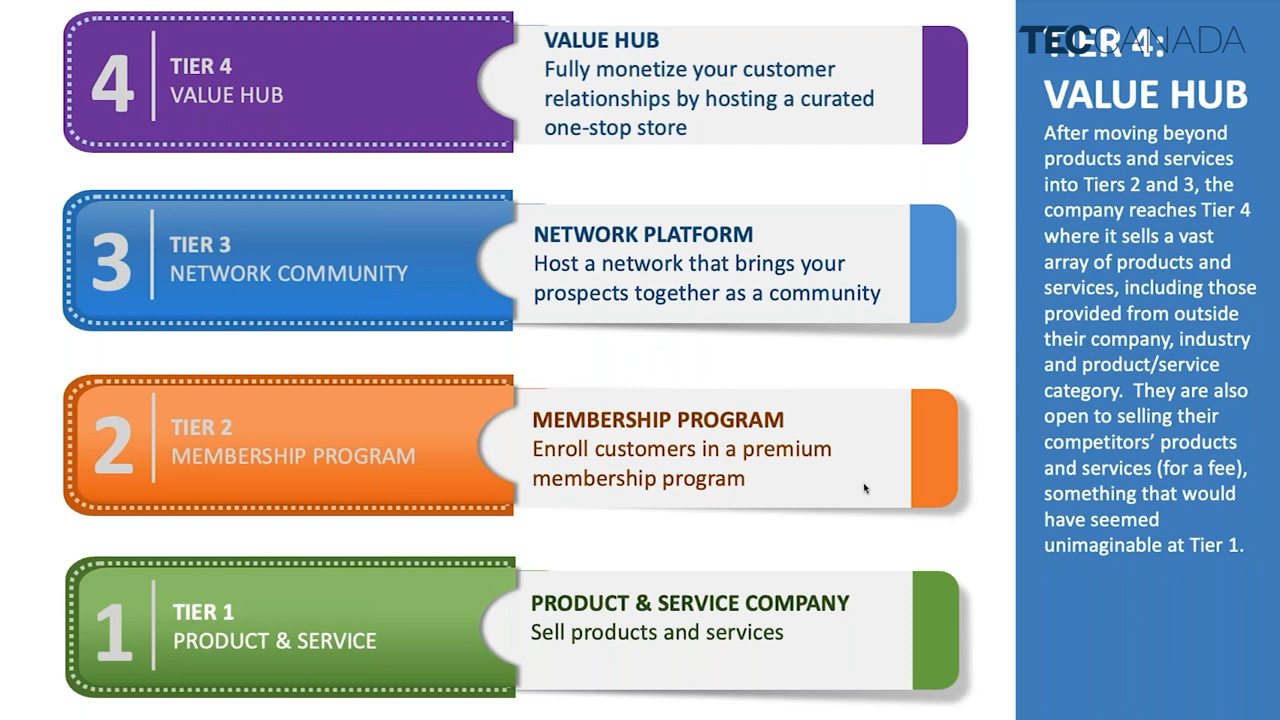 4
TIER 4
VALUE HUB
VALUE HUB
Fully monetize your customer
relationships by hosting a curated
one-stop store
3
TIER 3
NETWORK COMMUNITY
NETWORK PLATFORM
Host a network that brings your
prospects together as a community
2
TIER 2
MEMBERSHIP PROGRAM
MEMBERSHIP PROGRAM
Enroll customers in a premium
membership program
1
TIER 1
PRODUCT & SERVICE
PRODUCT & SERVICE COMPANY
Sell products and services
TEC CANADA
TIER 4:
VALUE HUB
After moving beyond
products and services
into Tiers 2 and 3, the
company reaches Tier 4
where it sells a vast
array of products and
services, including those
provided from outside
their company, industry
and product/service
category. They are also
open to selling their
competitors’ products
and services (for a fee),
something that would
have seemed
unimaginable at Tier 1.